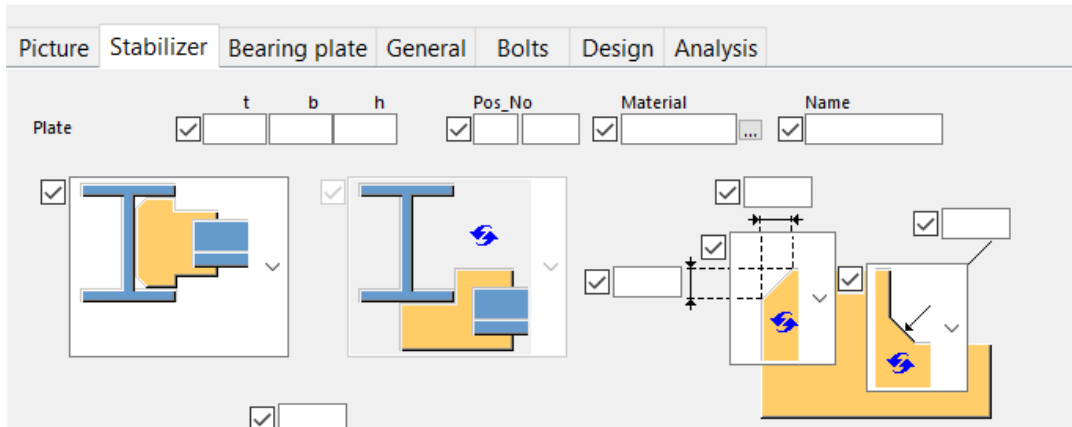 Picture Stabilizer Bearing plate General Bolts Design Analysis
t b h Pos_No Material Name
Plate ...